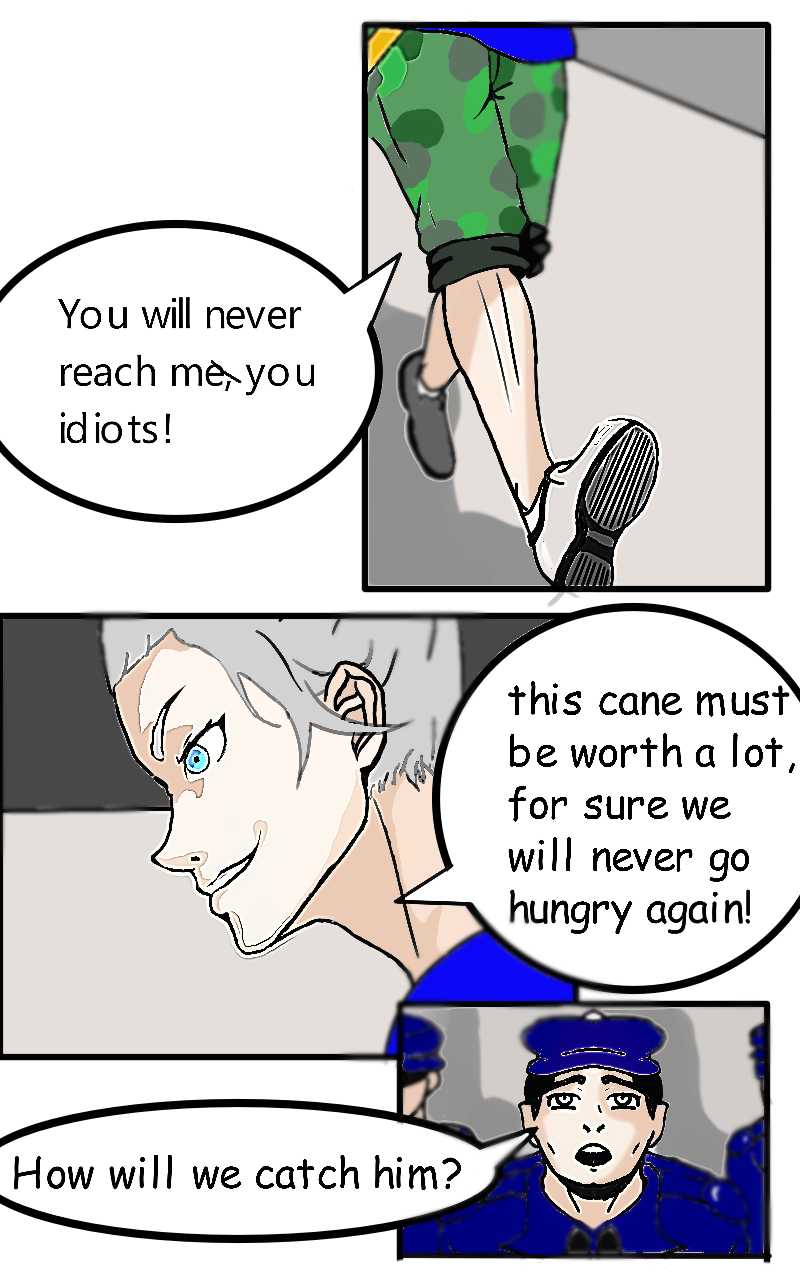 You will never
reach me, you
idiots!
this cane must
be worth a lot,
for sure we
will never go
hungry again!
How will we catch him?